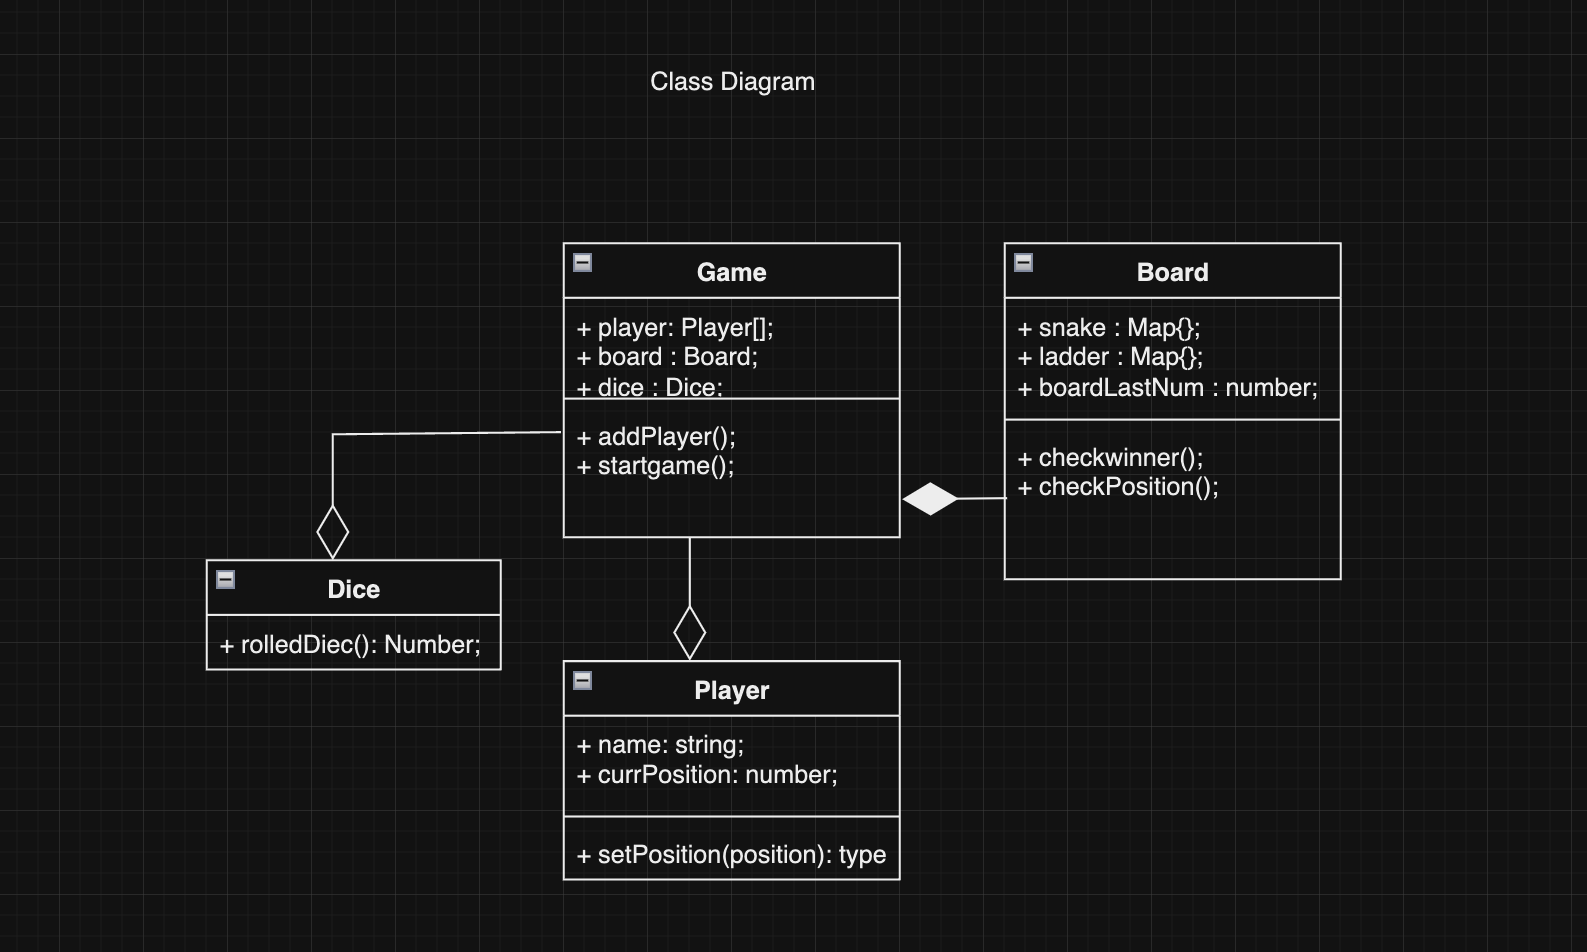 Class Diagram
Game
+ player: Player[];
+ board : Board;
+ dice : Dice;
+ addPlayer();
+ startgame();
Board
+ snake : Map{};
+ ladder : Map{};
+ boardLastNum : number;
+ checkwinner();
+ checkPosition();
Dice
+ rolledDiec(): Number;
Player
+ name: string;
+ currPosition: number;
+ setPosition(position): type